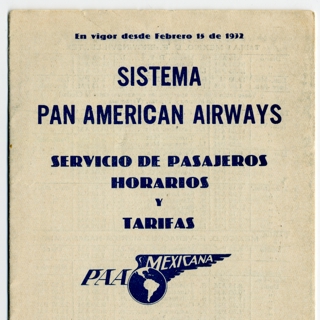 En vigor desde Febrero 15 de 1932
SISTEMA
PAN AMERICAN AIRWAYS
SERVICIO DE PASAJEROS
HORARIOS
Y
TARIFAS
PAA MEXICANA